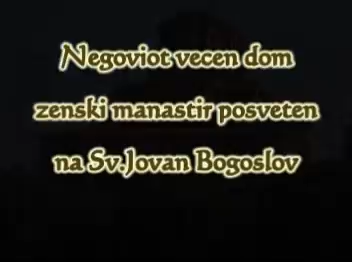 Negoviot vecen dom
zenski manastir posveten
na Sv.Jovan Bogoslov